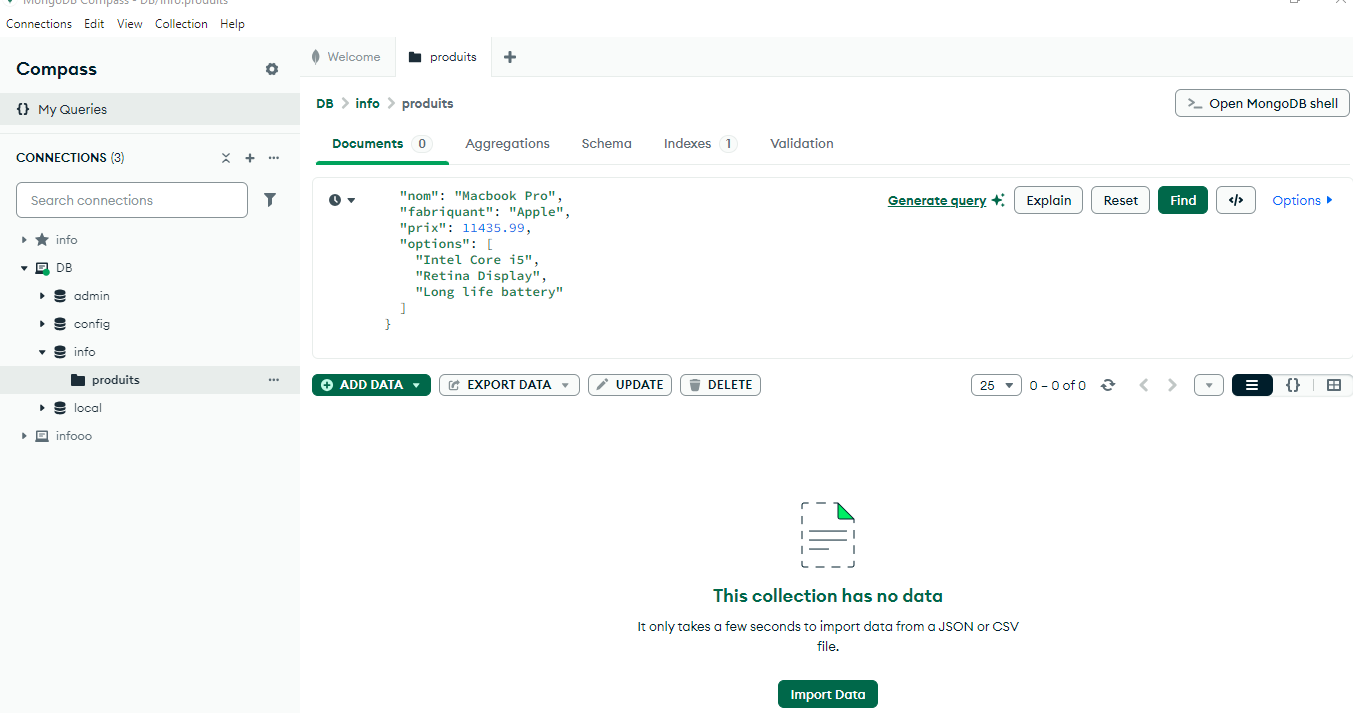 MongoDB Compass - DB/info.produits
Connections Edit View Collection Help
Compass
{} My Queries
CONNECTIONS (3)
Search connections
info
DB
admin
config
info
produits
local
infooo
Welcome
produits
DB > info > produits
>_ Open MongoDB shell
Documents 0 Aggregations Schema Indexes 1 Validation
"nom": "Macbook Pro",
"fabriquant": "Apple",
"prix": 11435.99,
"options": [
"Intel Core i5",
"Retina Display",
"Long life battery"
]
}
Generate query Explain Reset Find </> Options
ADD DATA EXPORT DATA UPDATE DELETE
25 0 – 0 of 0 {}
This collection has no data
It only takes a few seconds to import data from a JSON or CSV
file.
Import Data